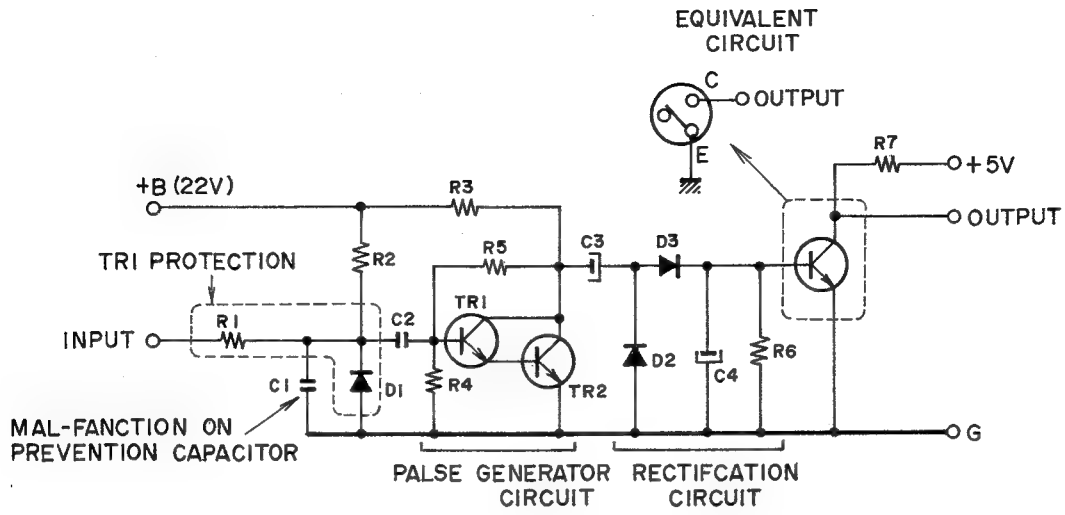 EQUIVALENT
CIRCUIT
C
OUTPUT
E
R7
+5V
+B (22V)
R3
OUTPUT
R2
R5
C3
D3
TRI PROTECTION
TR1
INPUT
R1
C2
C1
D1
R4
TR2
D2
C4
R6
MAL-FANCTION ON
PREVENTION CAPACITOR
G
PALSE GENERATOR
CIRCUIT
RECTIFCATION
CIRCUIT